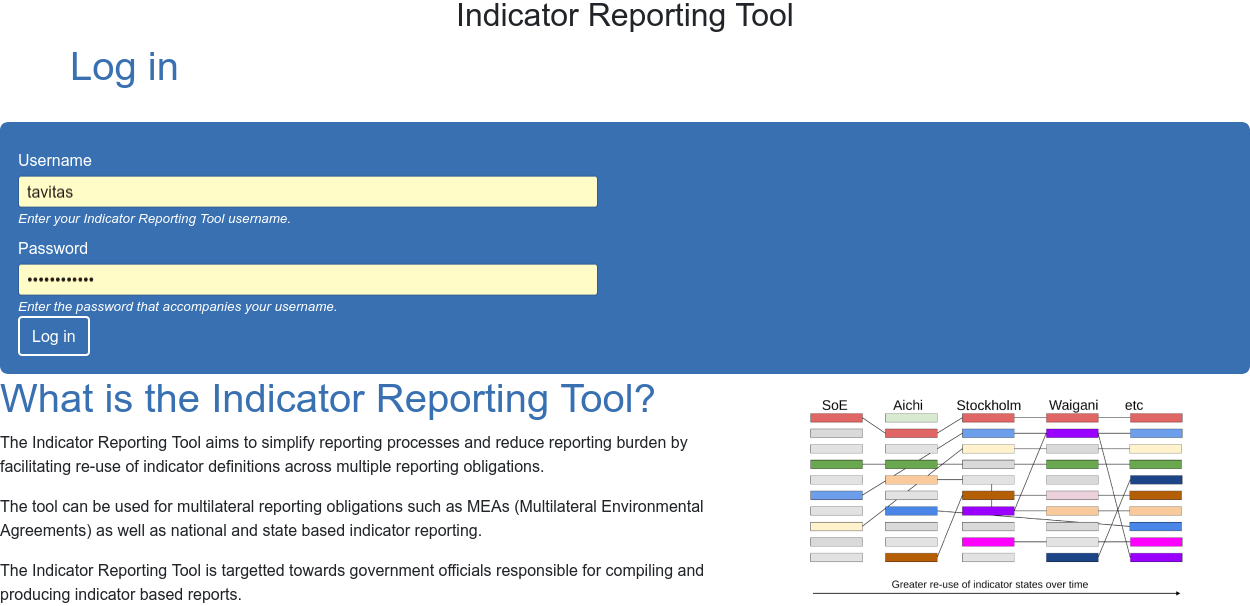 Indicator Reporting Tool
Log in
Username
tavitas
Enter your Indicator Reporting Tool username.
Password
••••••••••••
Enter the password that accompanies your username.
Log in
What is the Indicator Reporting Tool?
The Indicator Reporting Tool aims to simplify reporting processes and reduce reporting burden by
facilitating re-use of indicator definitions across multiple reporting obligations.
The tool can be used for multilateral reporting obligations such as MEAs (Multilateral Environmental
Agreements) as well as national and state based indicator reporting.
The Indicator Reporting Tool is targetted towards government officials responsible for compiling and
producing indicator based reports.
SoE Aichi Stockholm Waigani etc
Greater re-use of indicator states over time